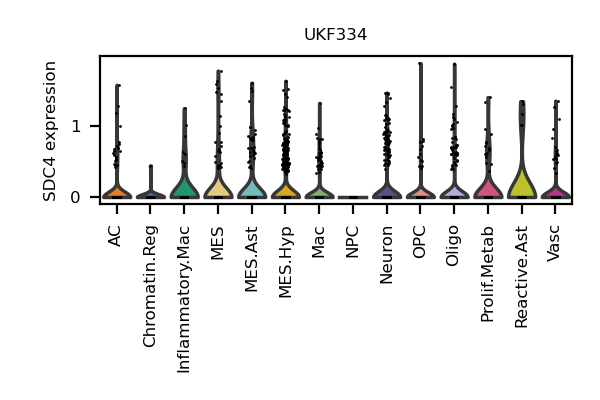 UKF334
SDC4 expression
1
0
AC
Chromatin.Reg
Inflammatory.Mac
MES
MES.Ast
MES.Hyp
Mac
NPC
Neuron
OPC
Oligo
Prolif.Metab
Reactive.Ast
Vasc